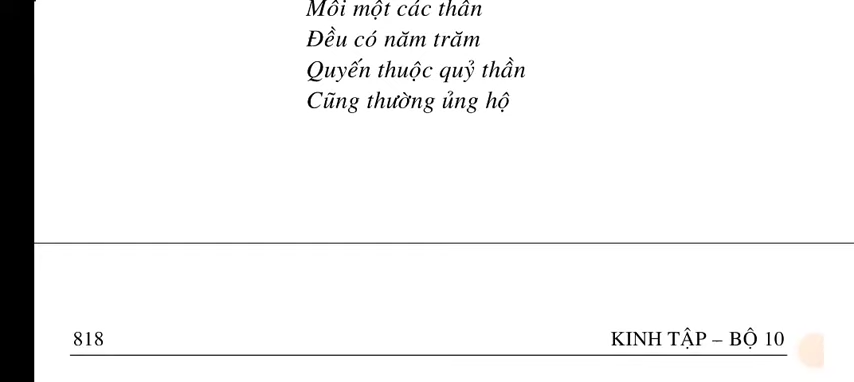 Mỗi một các thần
Đều có năm trăm
Quyến thuộc quỷ thần
Cũng thường ủng hộ
818 KINH TẬP – BỘ 10